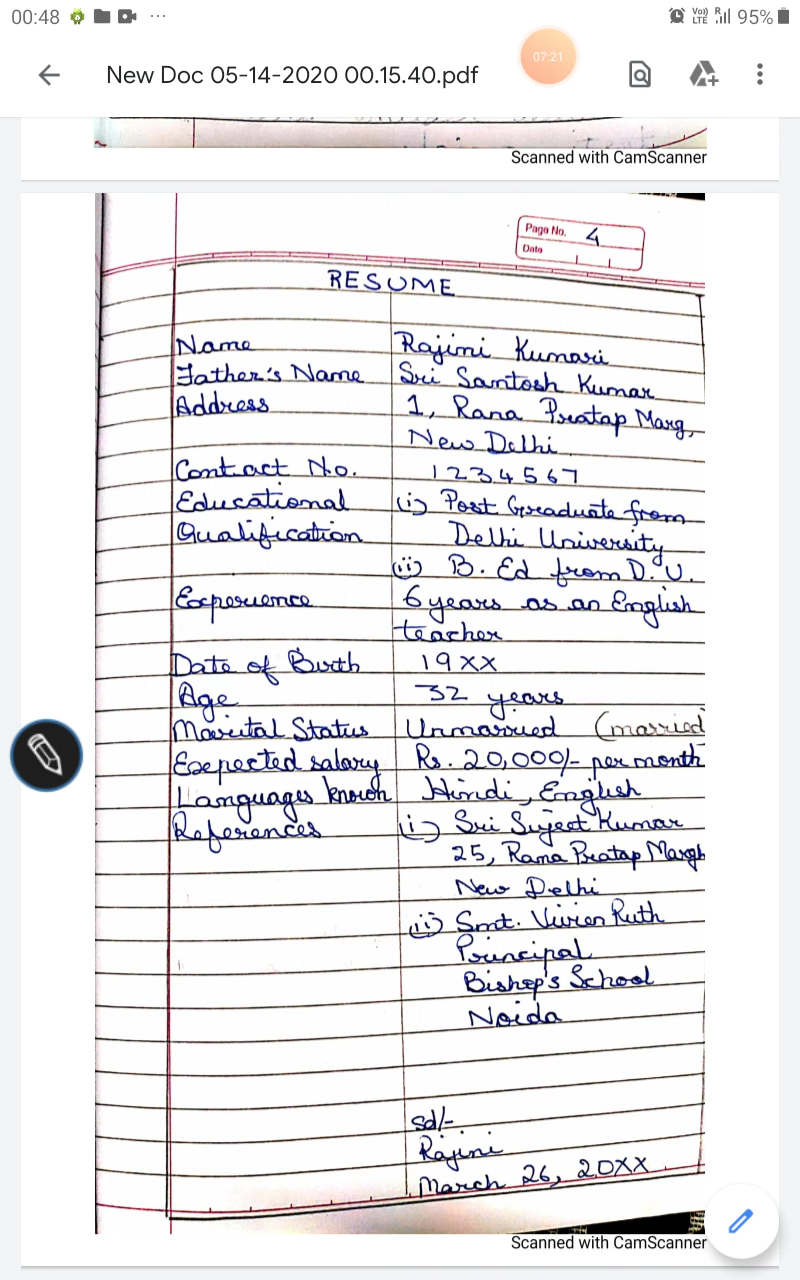 00:48 ... Vo) LTE R 95%
New Doc 05-14-2020 00.15.40.pdf
07:21
Scanned with CamScanner
Page No. 4
Date
RESUME
Name Rajini Kumari
Father's Name Sri Santosh Kumar
Address 1, Rana Pratap Marg,
New Delhi
Contact No. 1234567
Educational (i) Post Graduate from
Qualification Delhi University
(ii) B. Ed from D.U.
Experience 6 years as an English
teacher
Date of Birth 19XX
Age 32 years
Marital Status Unmarried (married
Expected salary Rs. 20,000/- per month
Languages known Hindi, English
References (i) Sri Sujeet Kumar
25, Rana Pratap Margh
New Delhi
(ii) Smt. Vivien Ruth
Principal
Bishop's School
Noida
sd/-
Rajini
March 26, 20XX
Scanned with CamScanner